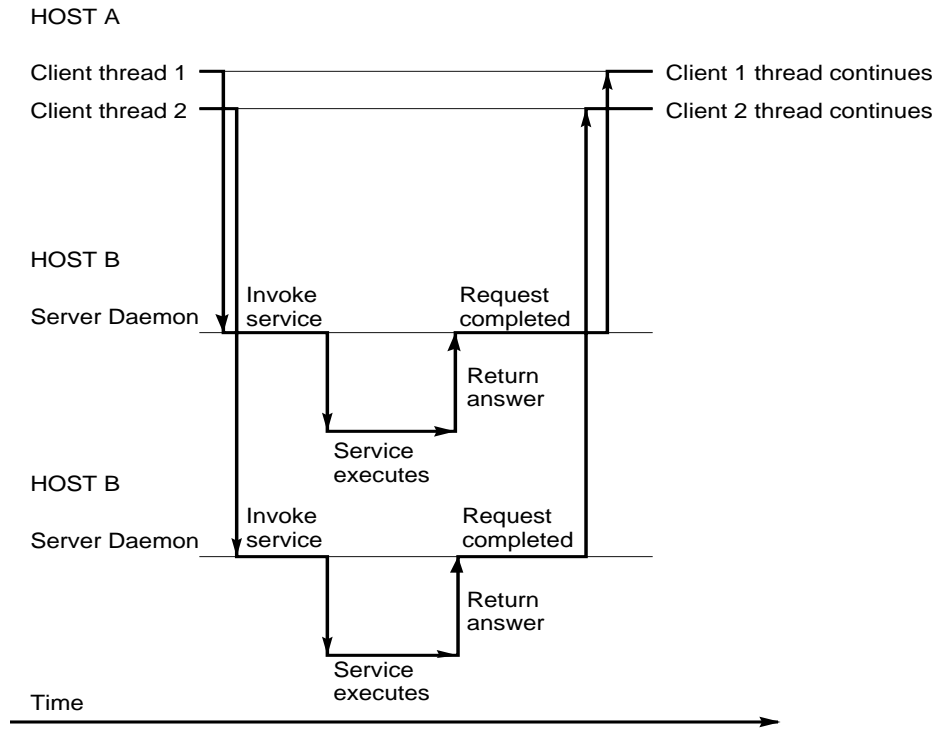 HOST A
Client thread 1
Client 1 thread continues
Client thread 2
Client 2 thread continues
HOST B
Server Daemon
Invoke
service
Request
completed
Return
answer
Service
executes
HOST B
Server Daemon
Invoke
service
Request
completed
Return
answer
Service
executes
Time